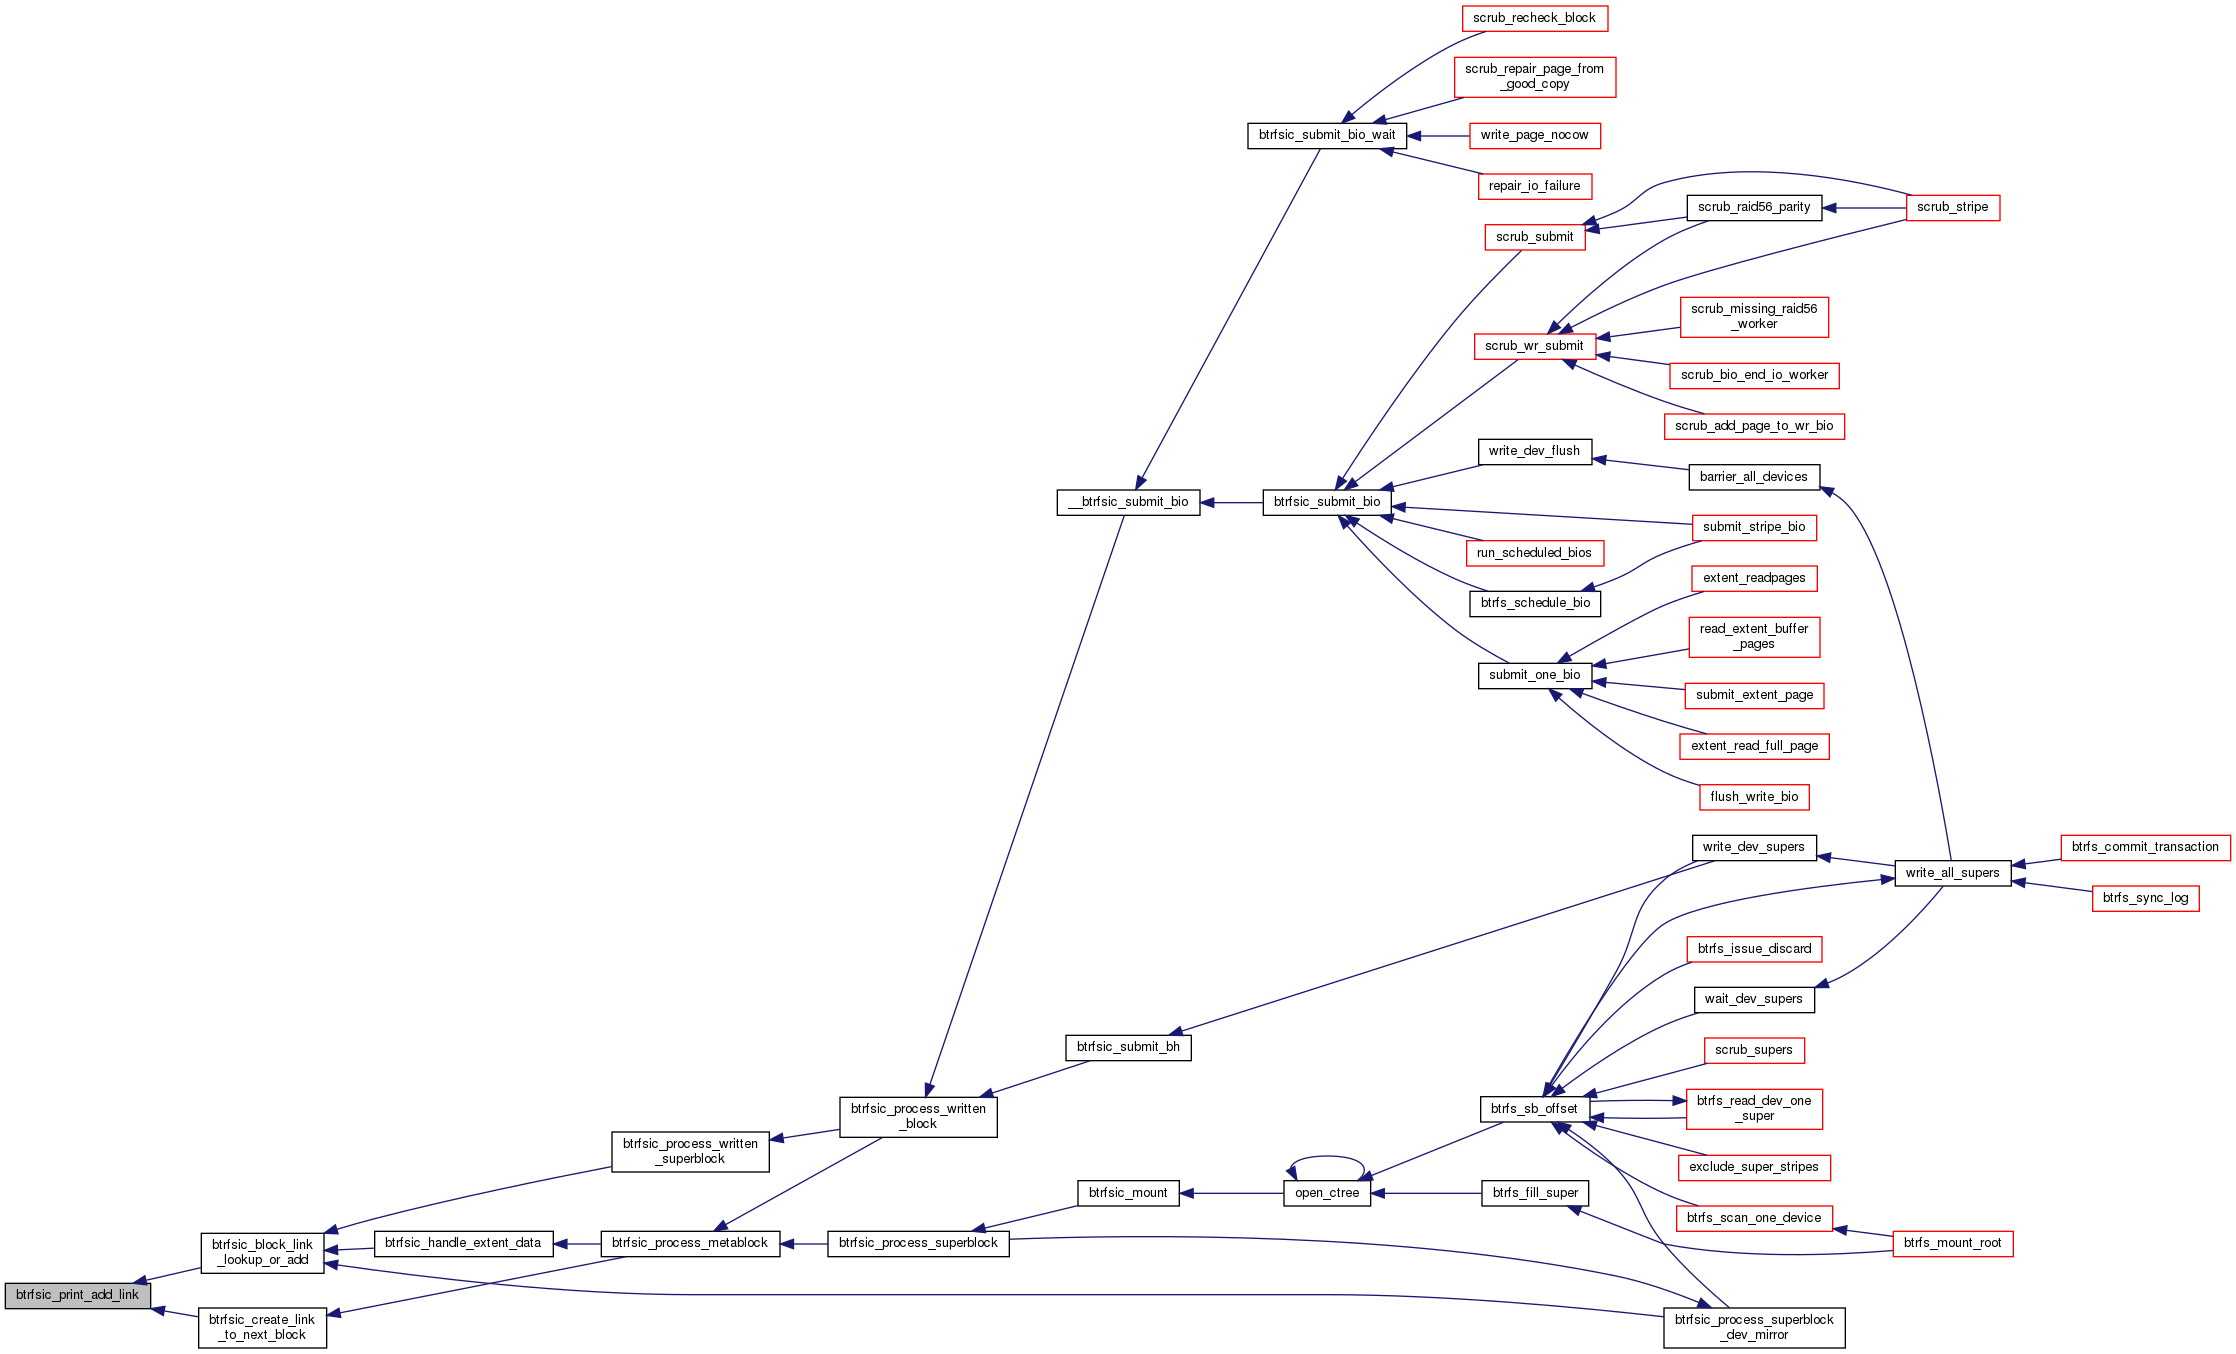 scrub_recheck_block
scrub_repair_page_from
_good_copy
btrfsic_submit_bio_wait
write_page_nocow
repair_io_failure
scrub_raid56_parity
scrub_stripe
scrub_submit
scrub_missing_raid56
_worker
scrub_wr_submit
scrub_bio_end_io_worker
scrub_add_page_to_wr_bio
write_dev_flush
barrier_all_devices
__btrfsic_submit_bio
btrfsic_submit_bio
submit_stripe_bio
run_scheduled_bios
extent_readpages
btrfs_schedule_bio
read_extent_buffer
_pages
submit_one_bio
submit_extent_page
extent_read_full_page
flush_write_bio
write_dev_supers
btrfs_commit_transaction
write_all_supers
btrfs_sync_log
btrfs_issue_discard
wait_dev_supers
btrfsic_submit_bh
scrub_supers
btrfsic_process_written
_block
btrfs_sb_offset
btrfs_read_dev_one
_super
btrfsic_process_written
_superblock
exclude_super_stripes
btrfsic_mount
open_ctree
btrfs_fill_super
btrfs_scan_one_device
btrfsic_block_link
_lookup_or_add
btrfsic_handle_extent_data
btrfsic_process_metablock
btrfsic_process_superblock
btrfs_mount_root
btrfsic_print_add_link
btrfsic_create_link
_to_next_block
btrfsic_process_superblock
_dev_mirror